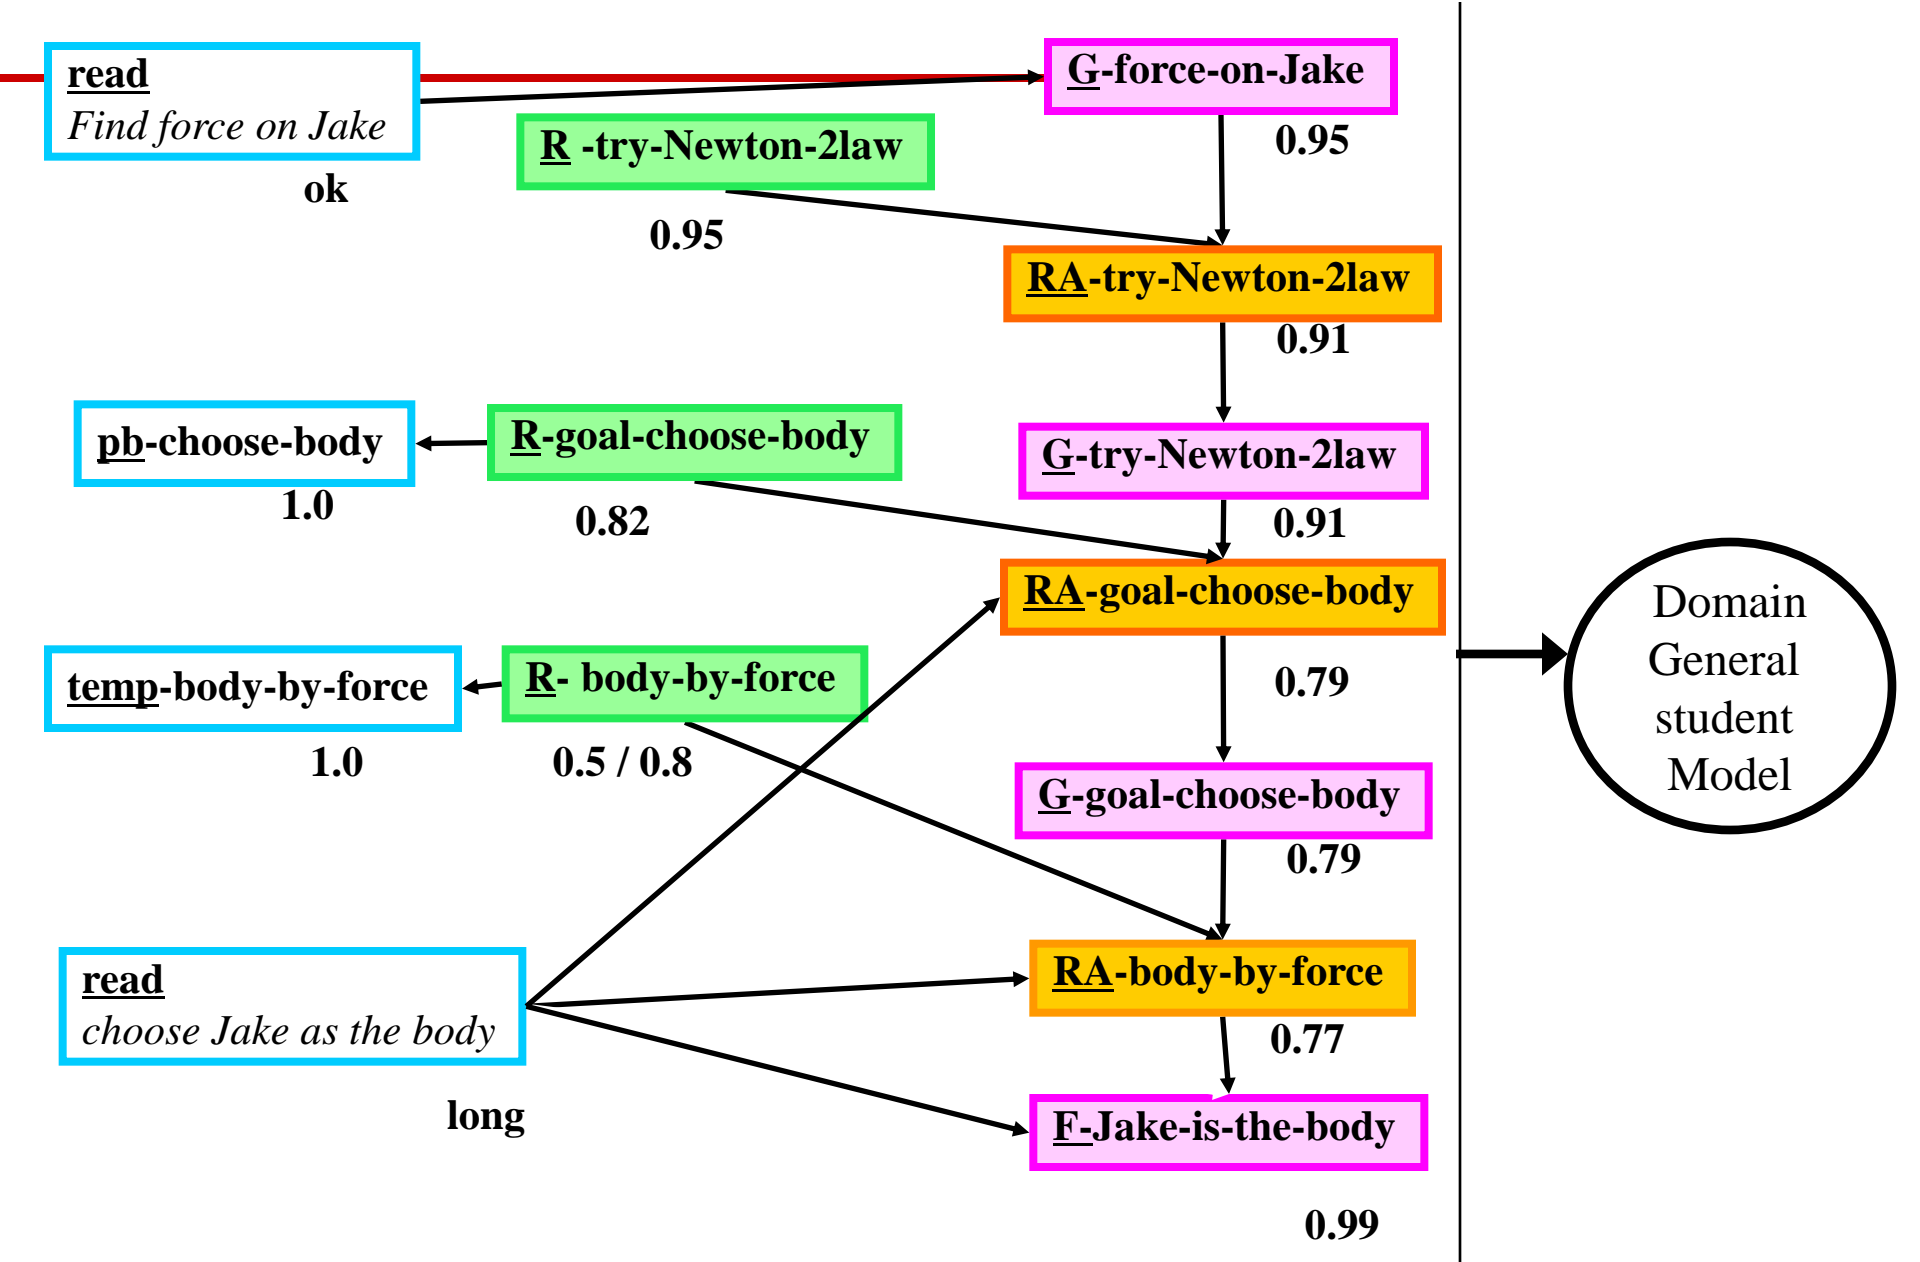 read
Find force on Jake
ok
G-force-on-Jake
0.95
R -try-Newton-2law
0.95
RA-try-Newton-2law
0.91
pb-choose-body
1.0
R-goal-choose-body
0.82
G-try-Newton-2law
0.91
RA-goal-choose-body
0.79
temp-body-by-force
1.0
R- body-by-force
0.5 / 0.8
G-goal-choose-body
0.79
read
choose Jake as the body
long
RA-body-by-force
0.77
F-Jake-is-the-body
0.99
Domain
General
student
Model